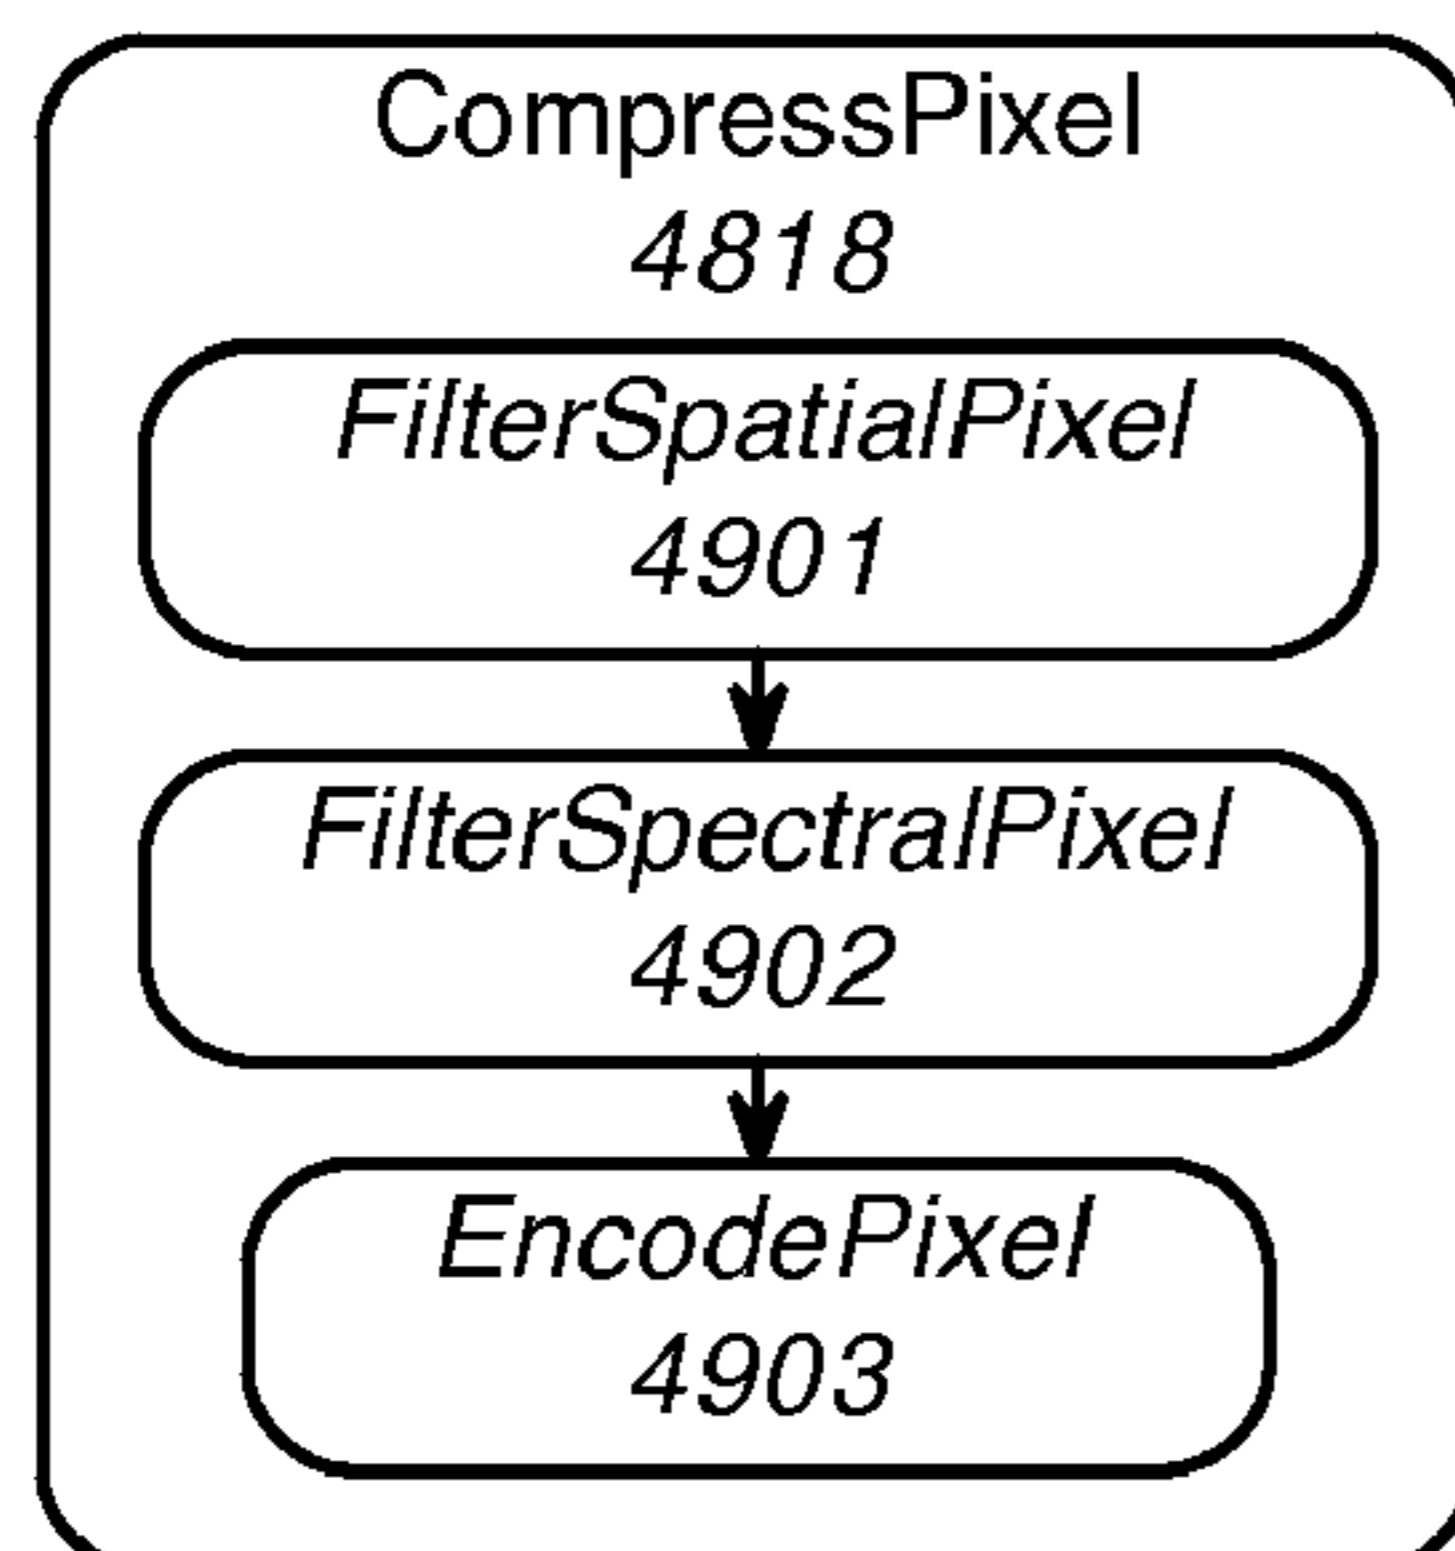 CompressPixel
4818
FilterSpatialPixel
4901
FilterSpectralPixel
4902
EncodePixel
4903